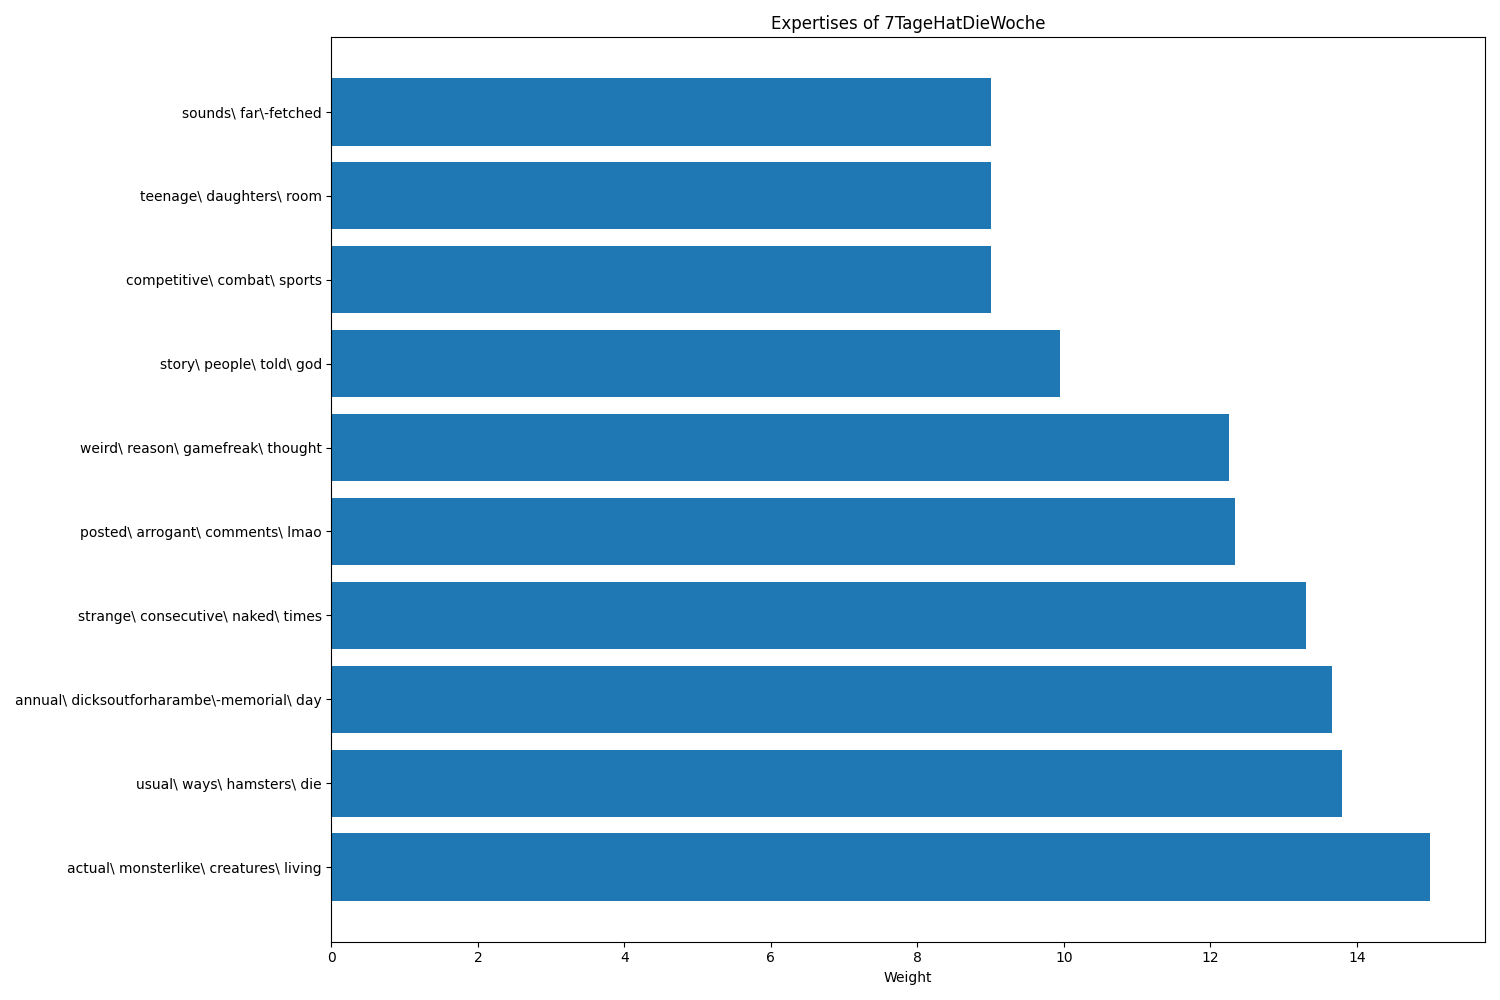 Expertises of 7TageHatDieWoche
sounds\ far\-fetched
teenage\ daughters\ room
competitive\ combat\ sports
story\ people\ told\ god
weird\ reason\ gamefreak\ thought
posted\ arrogant\ comments\ lmao
strange\ consecutive\ naked\ times
annual\ dicksoutforharambe\-memorial\ day
usual\ ways\ hamsters\ die
actual\ monsterlike\ creatures\ living
0 2 4 6 8 10 12 14
Weight